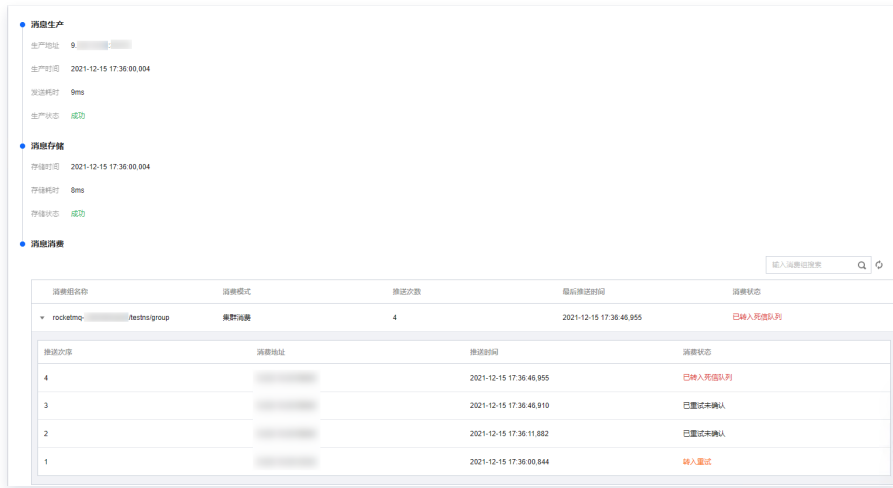 消息生产
生产地址 9.
生产时间 2021-12-15 17:36:00,004
发送耗时 9ms
生产状态 成功
消息存储
存储时间 2021-12-15 17:36:00,004
存储耗时 8ms
存储状态 成功
消息消费
输入消费组搜索
消费组名称 消费模式 推送次数 最后推送时间 消费状态
rocketmq- /testns/group 集群消费 4 2021-12-15 17:36:46,955 已转入死信队列
推送次序 消费地址 推送时间 消费状态
4 2021-12-15 17:36:46,955 已转入死信队列
3 2021-12-15 17:36:46,910 已重试未确认
2 2021-12-15 17:36:11,882 已重试未确认
1 2021-12-15 17:36:00,844 转入重试